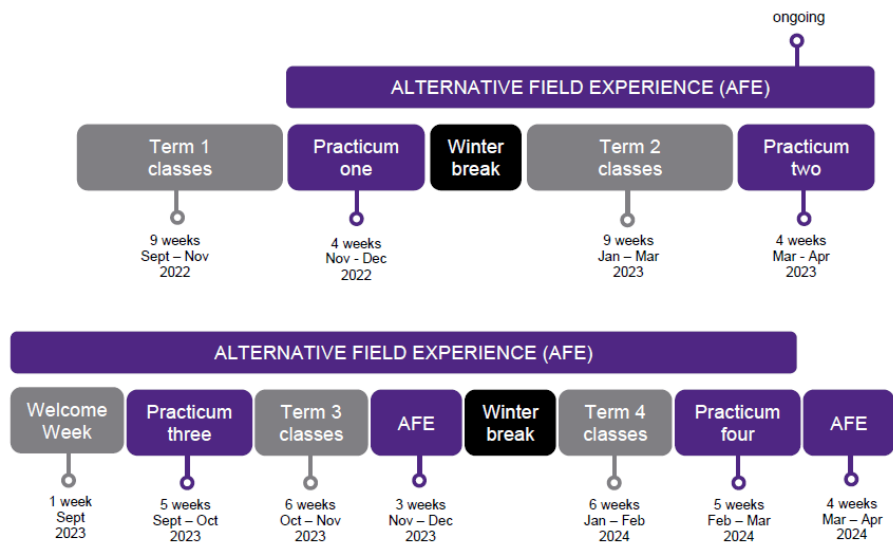 ongoing
ALTERNATIVE FIELD EXPERIENCE (AFE)
Term 1
classes
Practicum
one
Winter
break
Term 2
classes
Practicum
two
9 weeks
Sept – Nov
2022
4 weeks
Nov - Dec
2022
9 weeks
Jan – Mar
2023
4 weeks
Mar - Apr
2023
ALTERNATIVE FIELD EXPERIENCE (AFE)
Welcome
Week
Practicum
three
Term 3
classes
AFE
Winter
break
Term 4
classes
Practicum
four
AFE
1 week
Sept
2023
5 weeks
Sept – Oct
2023
6 weeks
Oct – Nov
2023
3 weeks
Nov – Dec
2023
6 weeks
Jan – Feb
2024
5 weeks
Feb – Mar
2024
4 weeks
Mar – Apr
2024